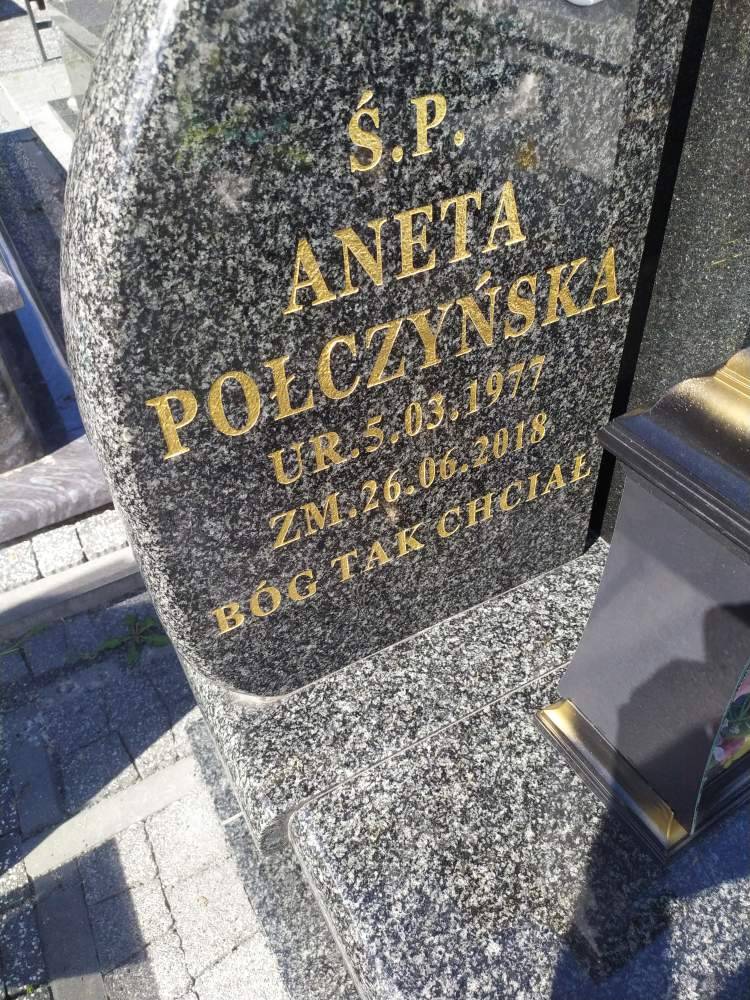 Ś.P.
ANETA
POŁCZYŃSKA
UR.5.03.1977
ZM.26.06.2018
BÓG TAK CHCIAŁ